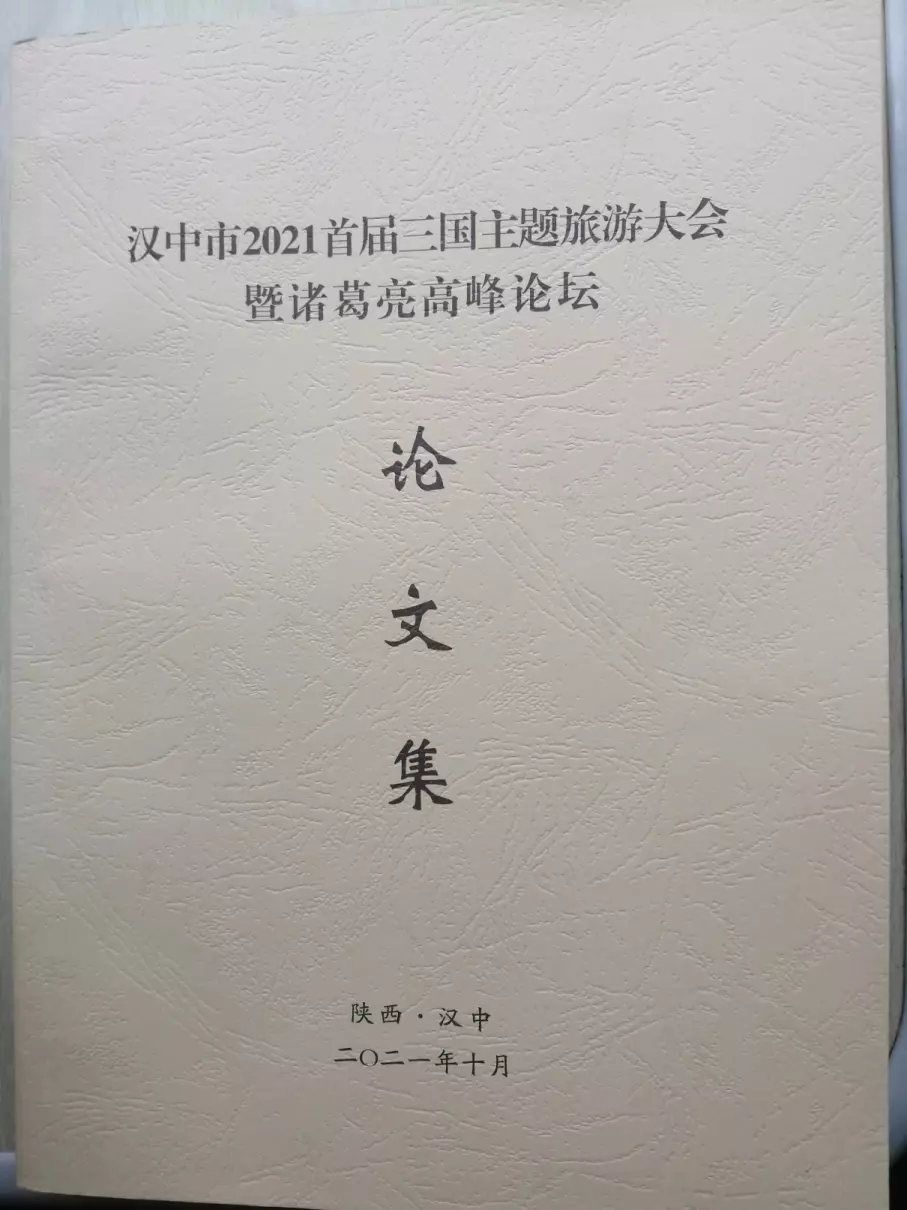 汉中市2021首届三国主题旅游大会
暨诸葛亮高峰论坛
论
文
集
陕西·汉中
二〇二一年十月